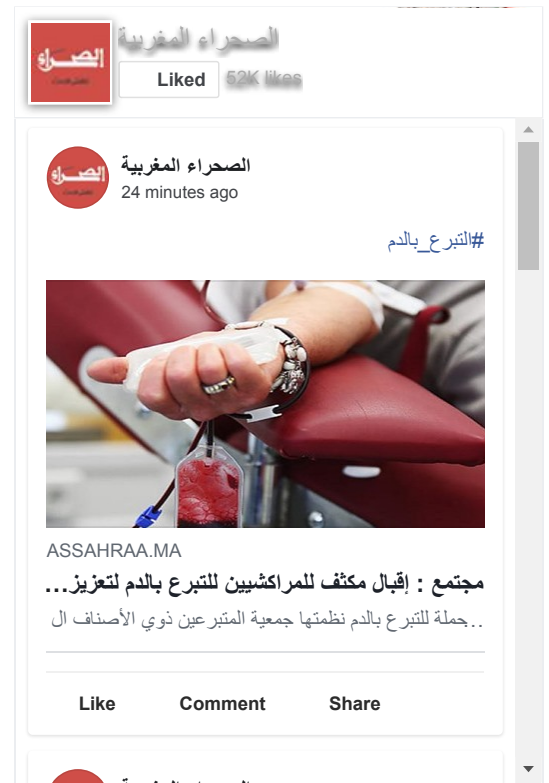 الصحراء المغربية
Liked
52K likes
الصحراء المغربية
24 minutes ago
#التبرع_بالدم
ASSAHRAA.MA
مجتمع : إقبال مكثف للمراكشيين للتبرع بالدم لتعزيز...
..حملة للتبرع بالدم نظمتها جمعية المتبرعين ذوي الأصناف ال
Like Comment Share